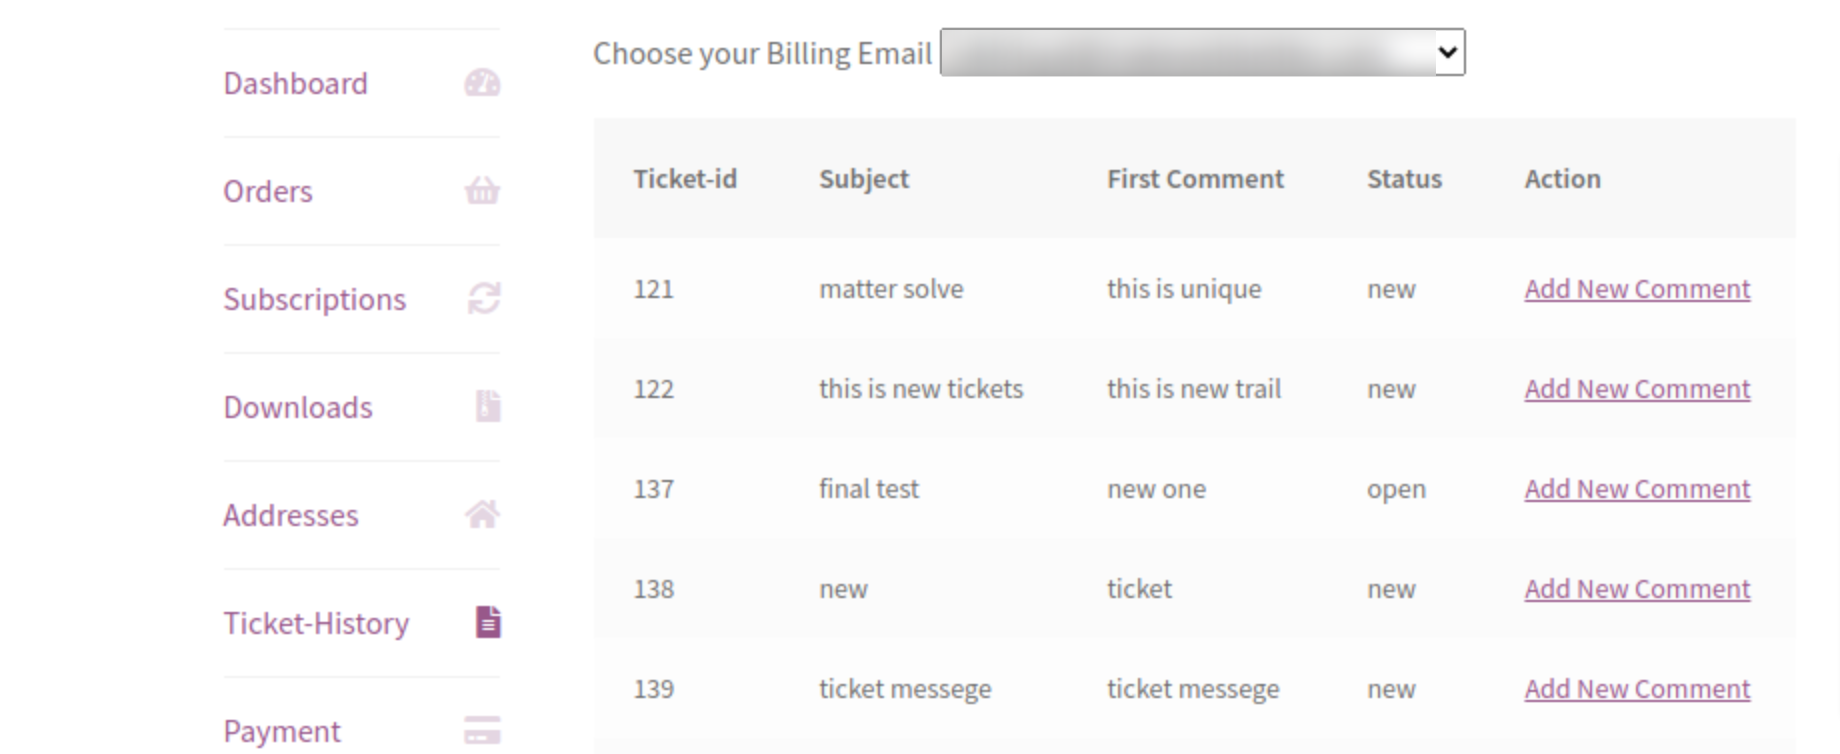 Dashboard
Orders
Subscriptions
Downloads
Addresses
Ticket-History
Payment
Choose your Billing Email
Ticket-id Subject First Comment Status Action
121 matter solve this is unique new Add New Comment
122 this is new tickets this is new trail new Add New Comment
137 final test new one open Add New Comment
138 new ticket new Add New Comment
139 ticket messege ticket messege new Add New Comment